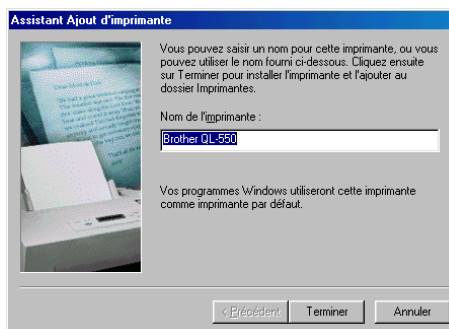 Assistant Ajout d'imprimante
Vous pouvez saisir un nom pour cette imprimante, ou vous
pouvez utiliser le nom fourni ci-dessous. Cliquez ensuite
sur Terminer pour installer l'imprimante et l'ajouter au
dossier Imprimantes.
Nom de l'imprimante :
Brother QL-550
Vos programmes Windows utiliseront cette imprimante
comme imprimante par défaut.
< Précédent
Terminer
Annuler